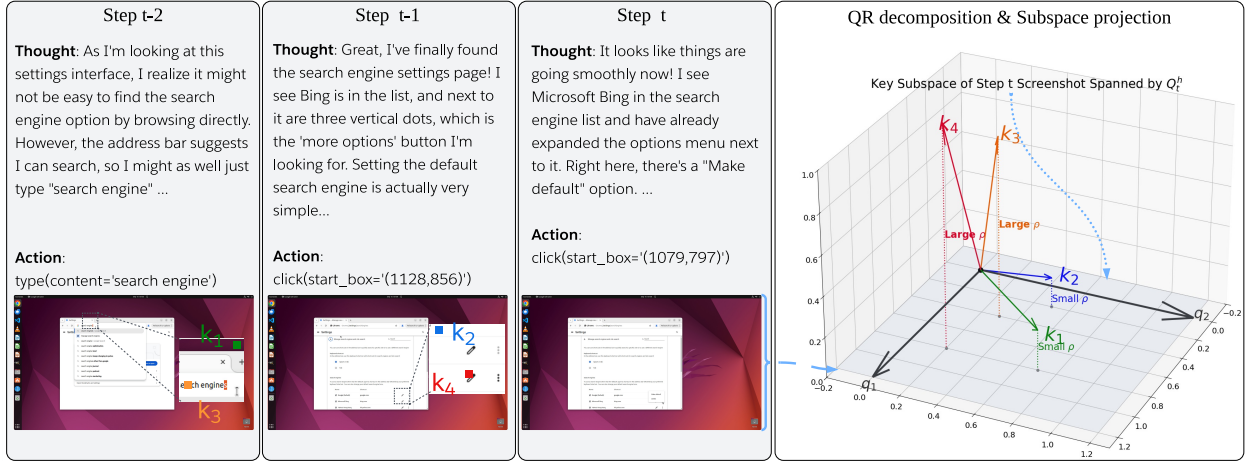 Step t-2
Thought: As I'm looking at this
settings interface, I realize it might
not be easy to find the search
engine option by browsing directly.
However, the address bar suggests
I can search, so I might as well just
type "search engine" ...
Action:
type(content='search engine')
k₁
earch engine
k₃
Step t-1
Thought: Great, I've finally found
the search engine settings page! I
see Bing is in the list, and next to
it are three vertical dots, which is
the 'more options' button I'm
looking for. Setting the default
search engine is actually very
simple...
Action:
click(start_box='(1128,856)')
k₂
k₄
Step t
Thought: It looks like things are
going smoothly now! I see
Microsoft Bing in the search
engine list and have already
expanded the options menu next
to it. Right here, there's a "Make
default" option. ...
Action:
click(start_box='(1079,797)')
QR decomposition & Subspace projection
Key Subspace of Step t Screenshot Spanned by Qₜʰ
k₄
k₃
Large ρ
Large ρ
k₂
Small ρ
k₁
Small ρ
q₁
q₂
1.0
0.8
0.6
0.4
0.2
0.0
−0.2
0.0
0.2
0.4
0.6
0.8
1.0
1.2
−0.2
0.0
0.2
0.4
0.6
0.8
1.0
1.2